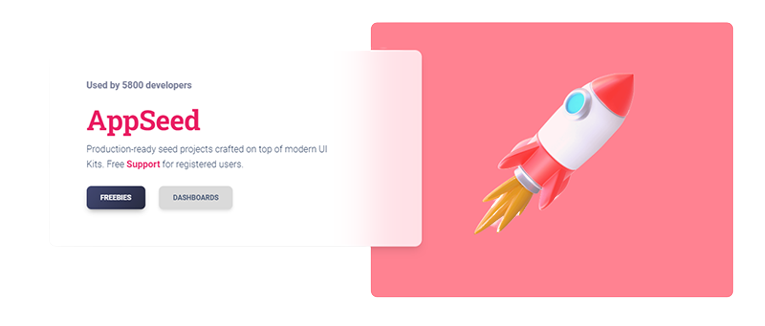 Used by 5800 developers
AppSeed
Production-ready seed projects crafted on top of modern UI
Kits. Free Support for registered users.
FREEBIES
DASHBOARDS